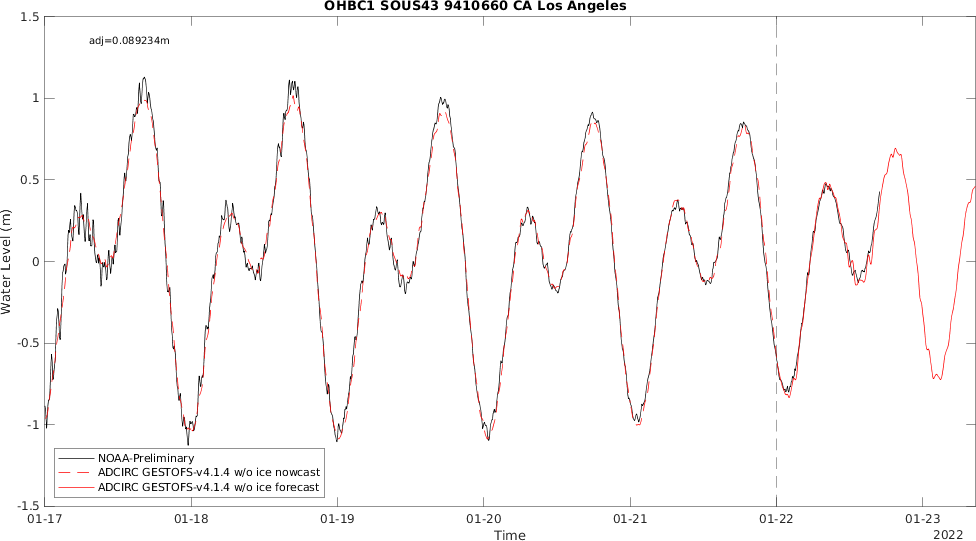 OHBC1 SOUS43 9410660 CA Los Angeles
adj=0.089234m
1.5
1
0.5
0
-0.5
-1
-1.5
Water Level (m)
NOAA-Preliminary
ADCIRC GESTOFS-v4.1.4 w/o ice nowcast
ADCIRC GESTOFS-v4.1.4 w/o ice forecast
01-17 01-18 01-19 01-20 01-21 01-22 01-23
Time
2022